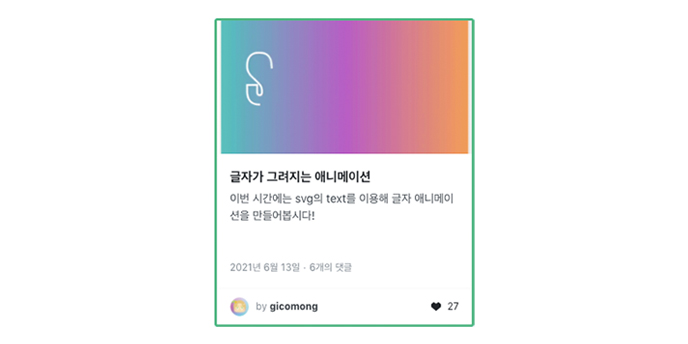 글자가 그려지는 애니메이션
이번 시간에는 svg의 text를 이용해 글자 애니메이
션을 만들어봅시다!
2021년 6월 13일 · 6개의 댓글
by gicomong
27